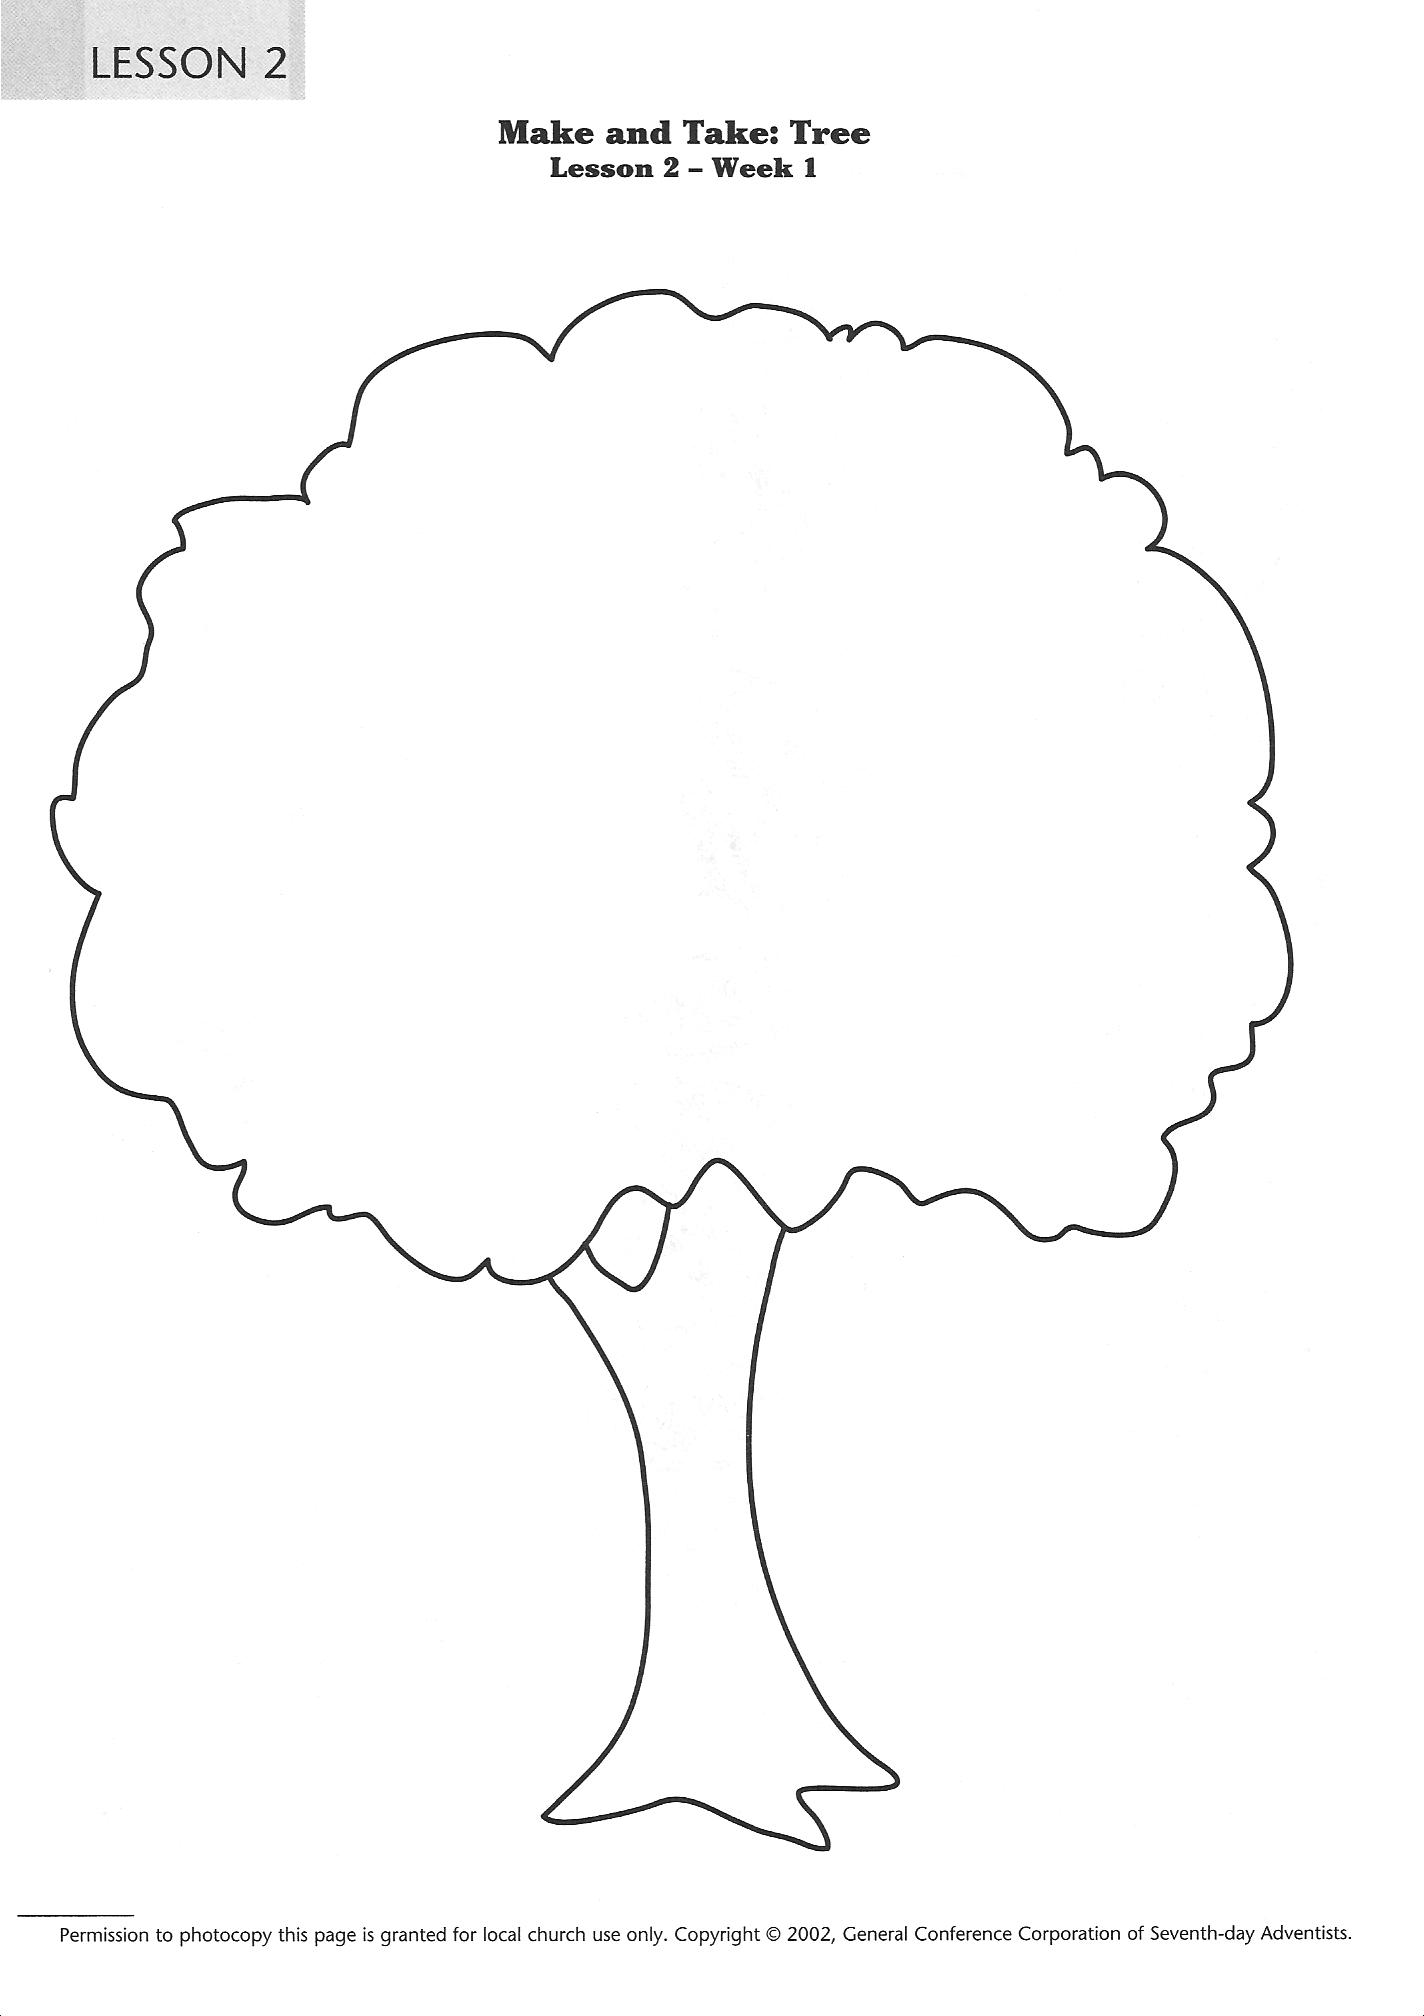 LESSON 2
Make and Take: Tree
Lesson 2 – Week 1
Permission to photocopy this page is granted for local church use only. Copyright © 2002, General Conference Corporation of Seventh-day Adventists.